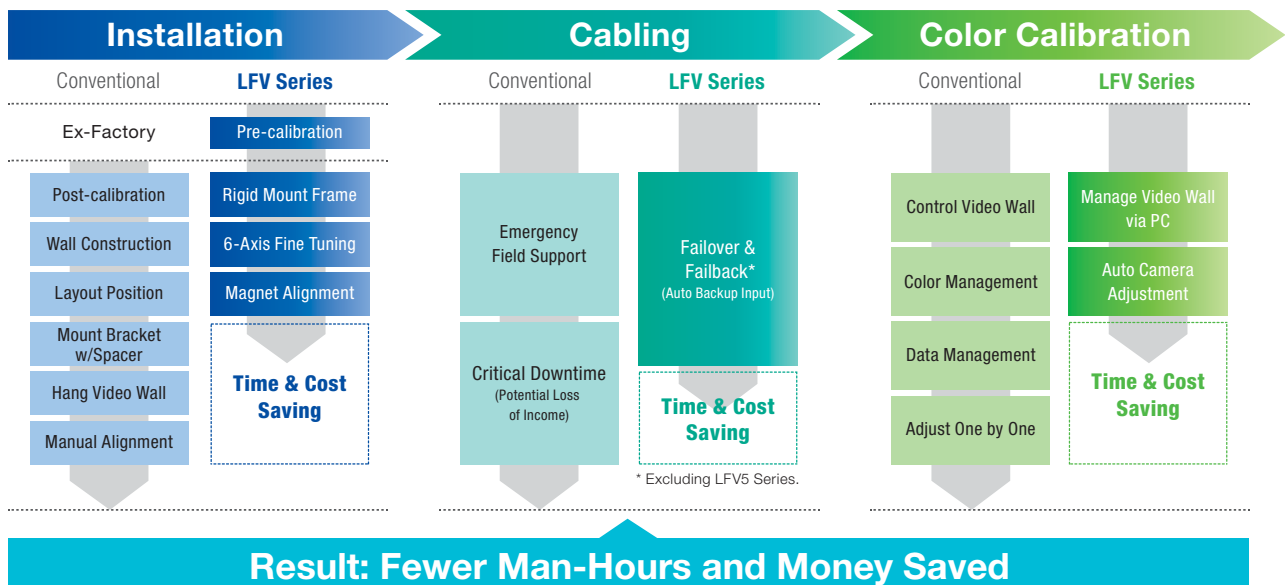 Installation
Conventional
LFV Series
Ex-Factory
Pre-calibration
Post-calibration
Wall Construction
Layout Position
Mount Bracket
w/Spacer
Hang Video Wall
Manual Alignment
Rigid Mount Frame
6-Axis Fine Tuning
Magnet Alignment
Time & Cost
Saving
Cabling
Conventional
LFV Series
Emergency
Field Support
Critical Downtime
(Potential Loss
of Income)
Failover &
Failback*
(Auto Backup Input)
Time & Cost
Saving
* Excluding LFV5 Series.
Color Calibration
Conventional
LFV Series
Control Video Wall
Color Management
Data Management
Adjust One by One
Manage Video Wall
via PC
Auto Camera
Adjustment
Time & Cost
Saving
Result: Fewer Man-Hours and Money Saved